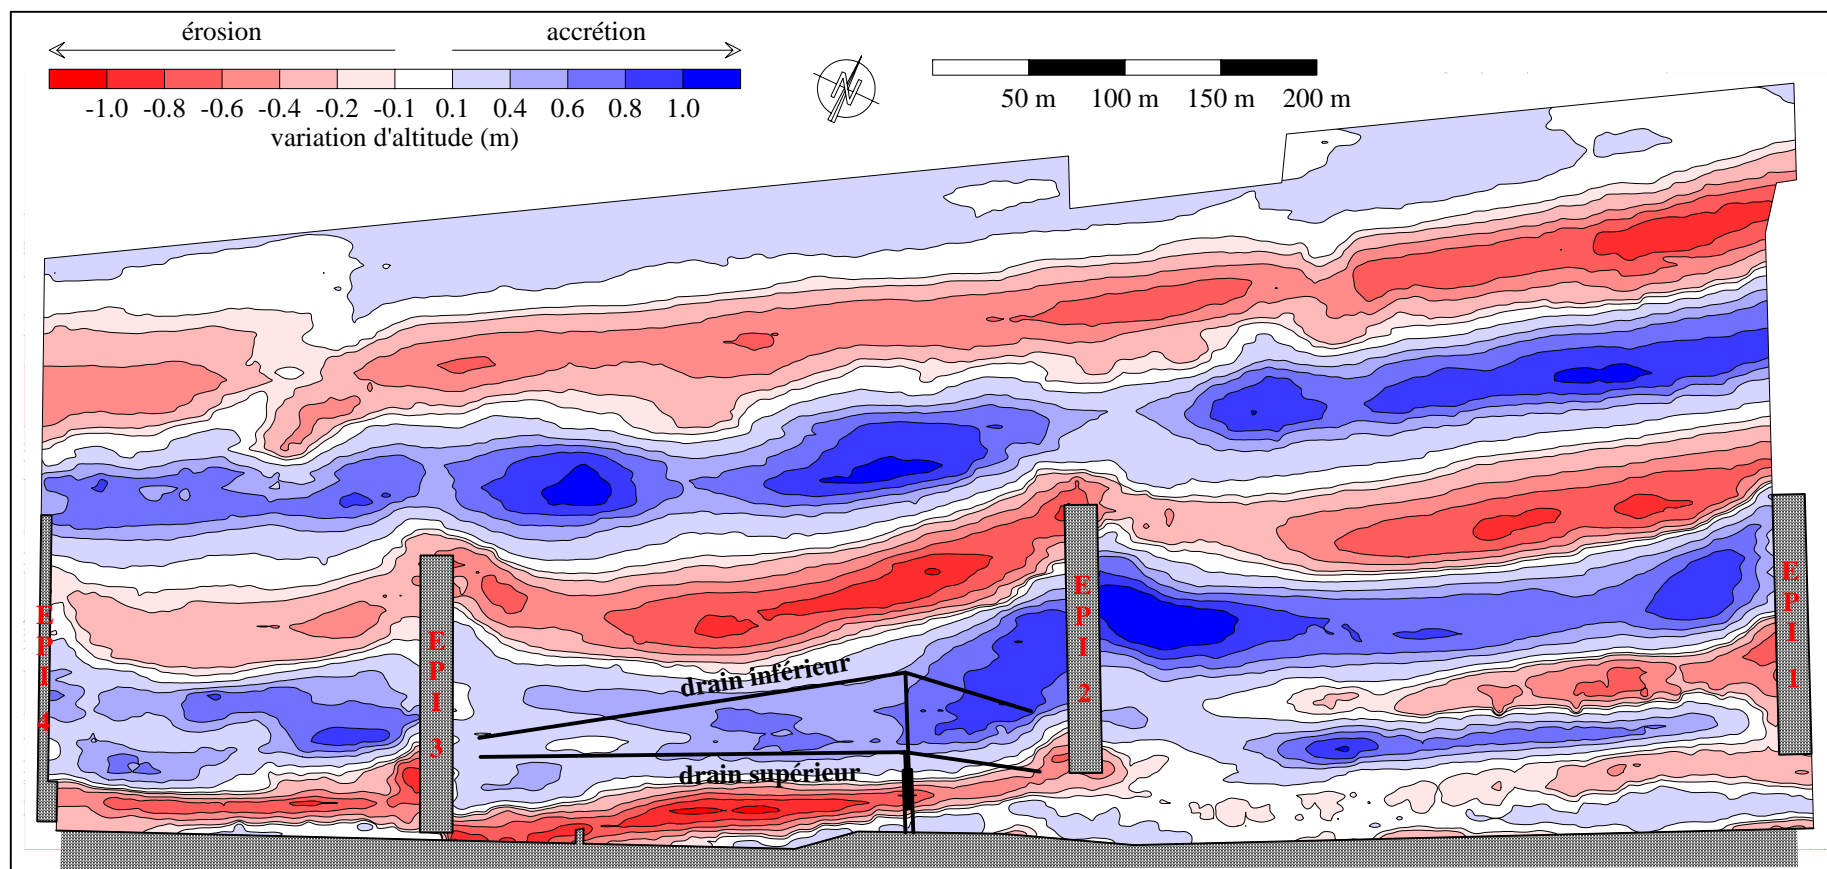 érosion accrétion
-1.0 -0.8 -0.6 -0.4 -0.2 -0.1 0.1 0.4 0.6 0.8 1.0
variation d'altitude (m)
N
50 m 100 m 150 m 200 m
EPI 4
EPI 3
EPI 2
EPI 1
drain inférieur
drain supérieur